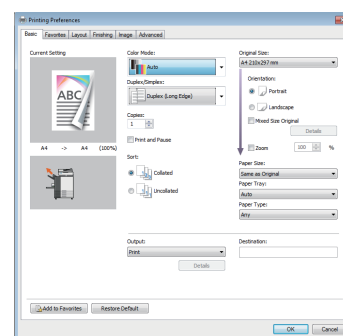 Printing Preferences
Basic Favorites Layout Finishing Image Advanced
Current Setting
ABC
A4 -> A4 (100%)
Color Mode:
Auto
Duplex/Simplex:
Duplex (Long Edge)
Copies:
1
Print and Pause
Sort:
Collated
Uncollated
Output:
Print
Details
Original Size:
A4 210x297 mm
Orientation:
Portrait
Landscape
Mixed Size Original
Details
Zoom 100 %
Paper Size:
Same as Original
Paper Tray:
Auto
Paper Type:
Any
Destination:
Add to Favorites Restore Default
OK Cancel